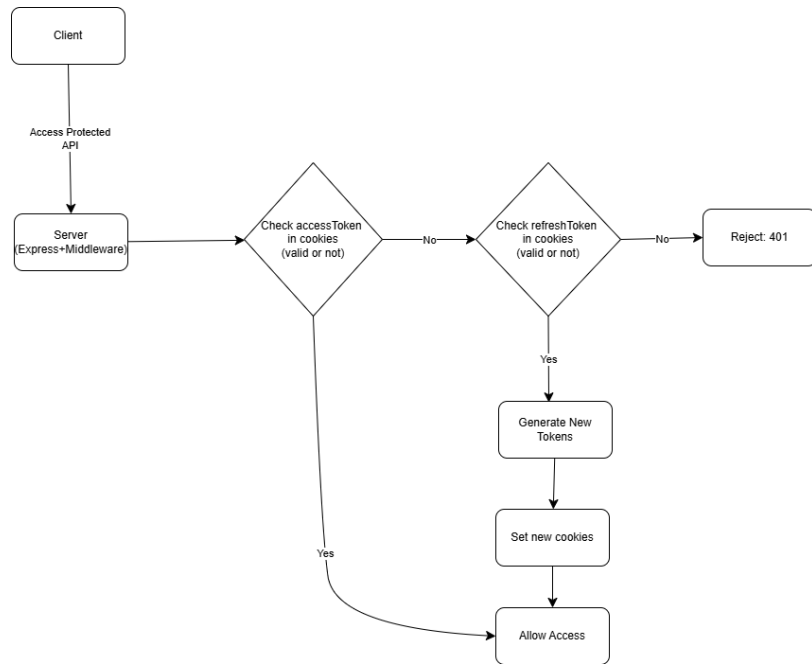 Client
Access Protected
API
Server
(Express+Middleware)
Check accessToken
in cookies
(valid or not)
No
Check refreshToken
in cookies
(valid or not)
No
Reject: 401
Yes
Generate New
Tokens
Set new cookies
Yes
Allow Access